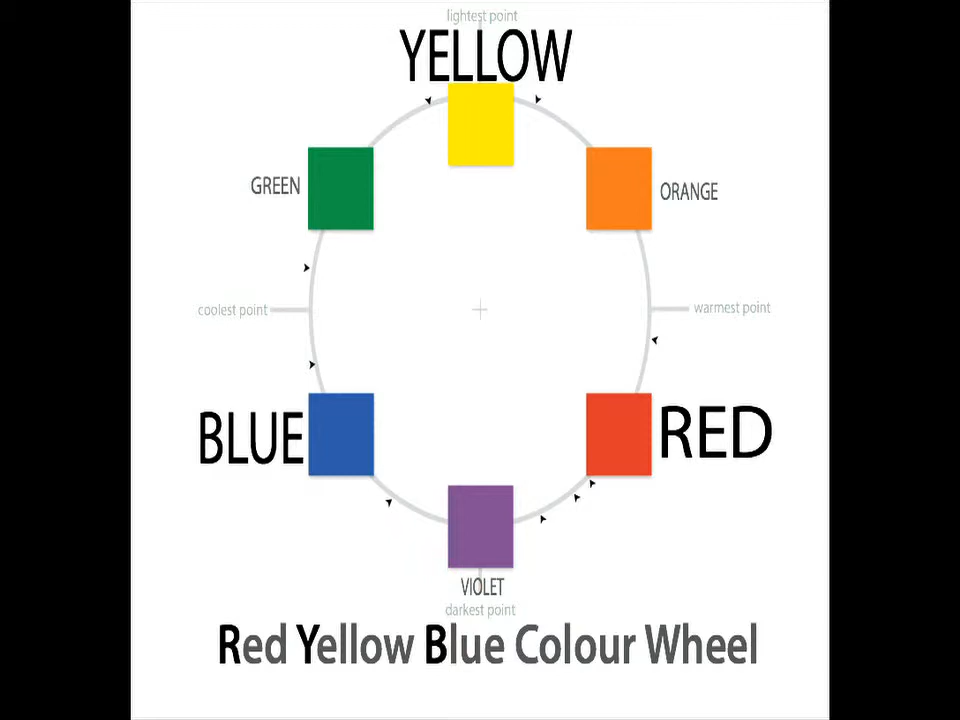 lightest point
YELLOW
GREEN
ORANGE
coolest point
warmest point
BLUE
RED
VIOLET
darkest point
Red Yellow Blue Colour Wheel